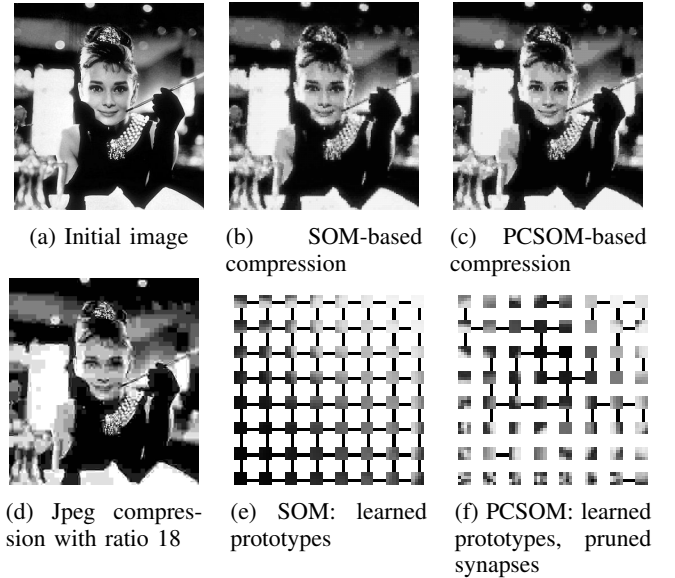 (a) Initial image
(b) SOM-based
compression
(c) PCSOM-based
compression
(d) Jpeg compres-
sion with ratio 18
(e) SOM: learned
prototypes
(f) PCSOM: learned
prototypes, pruned
synapses